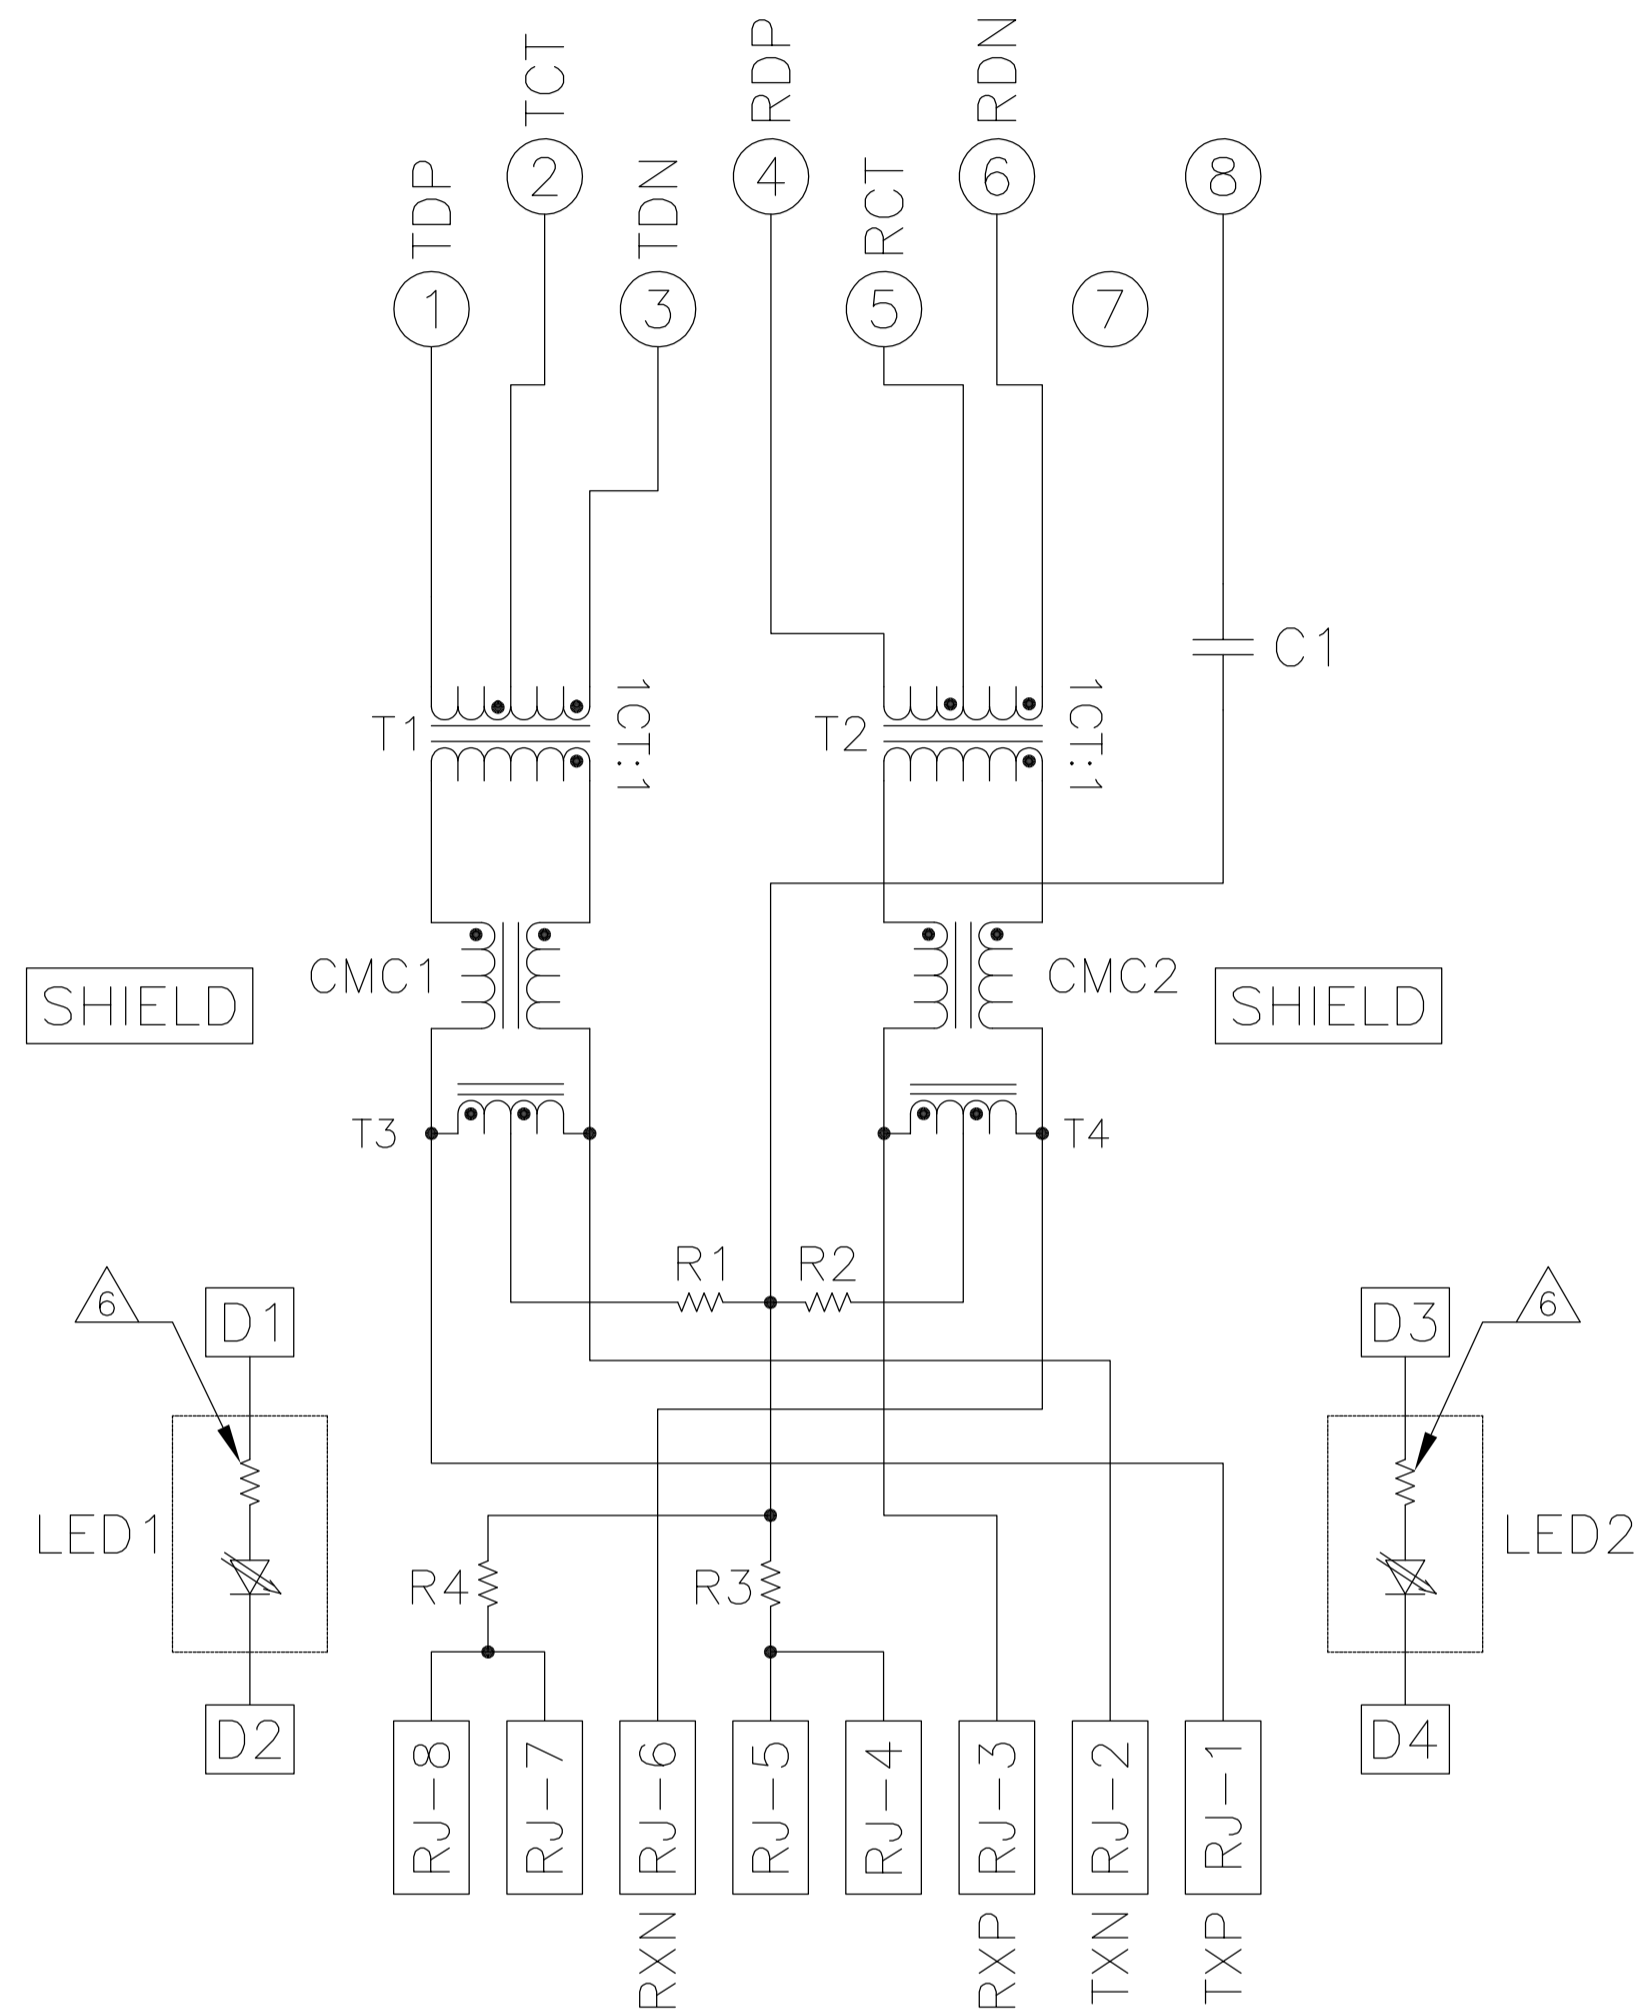 TDP
TCT
TDN
RDP
RCT
RDN
1
2
3
4
5
6
7
8
C1
T1
1CT:1
T2
1CT:1
CMC1
CMC2
SHIELD
SHIELD
T3
T4
R1
R2
6
D1
D3
6
LED1
LED2
R4
R3
D2
D4
RJ-8
RJ-7
RJ-6
RJ-5
RJ-4
RJ-3
RJ-2
RJ-1
RXN
RXP
TXN
TXP